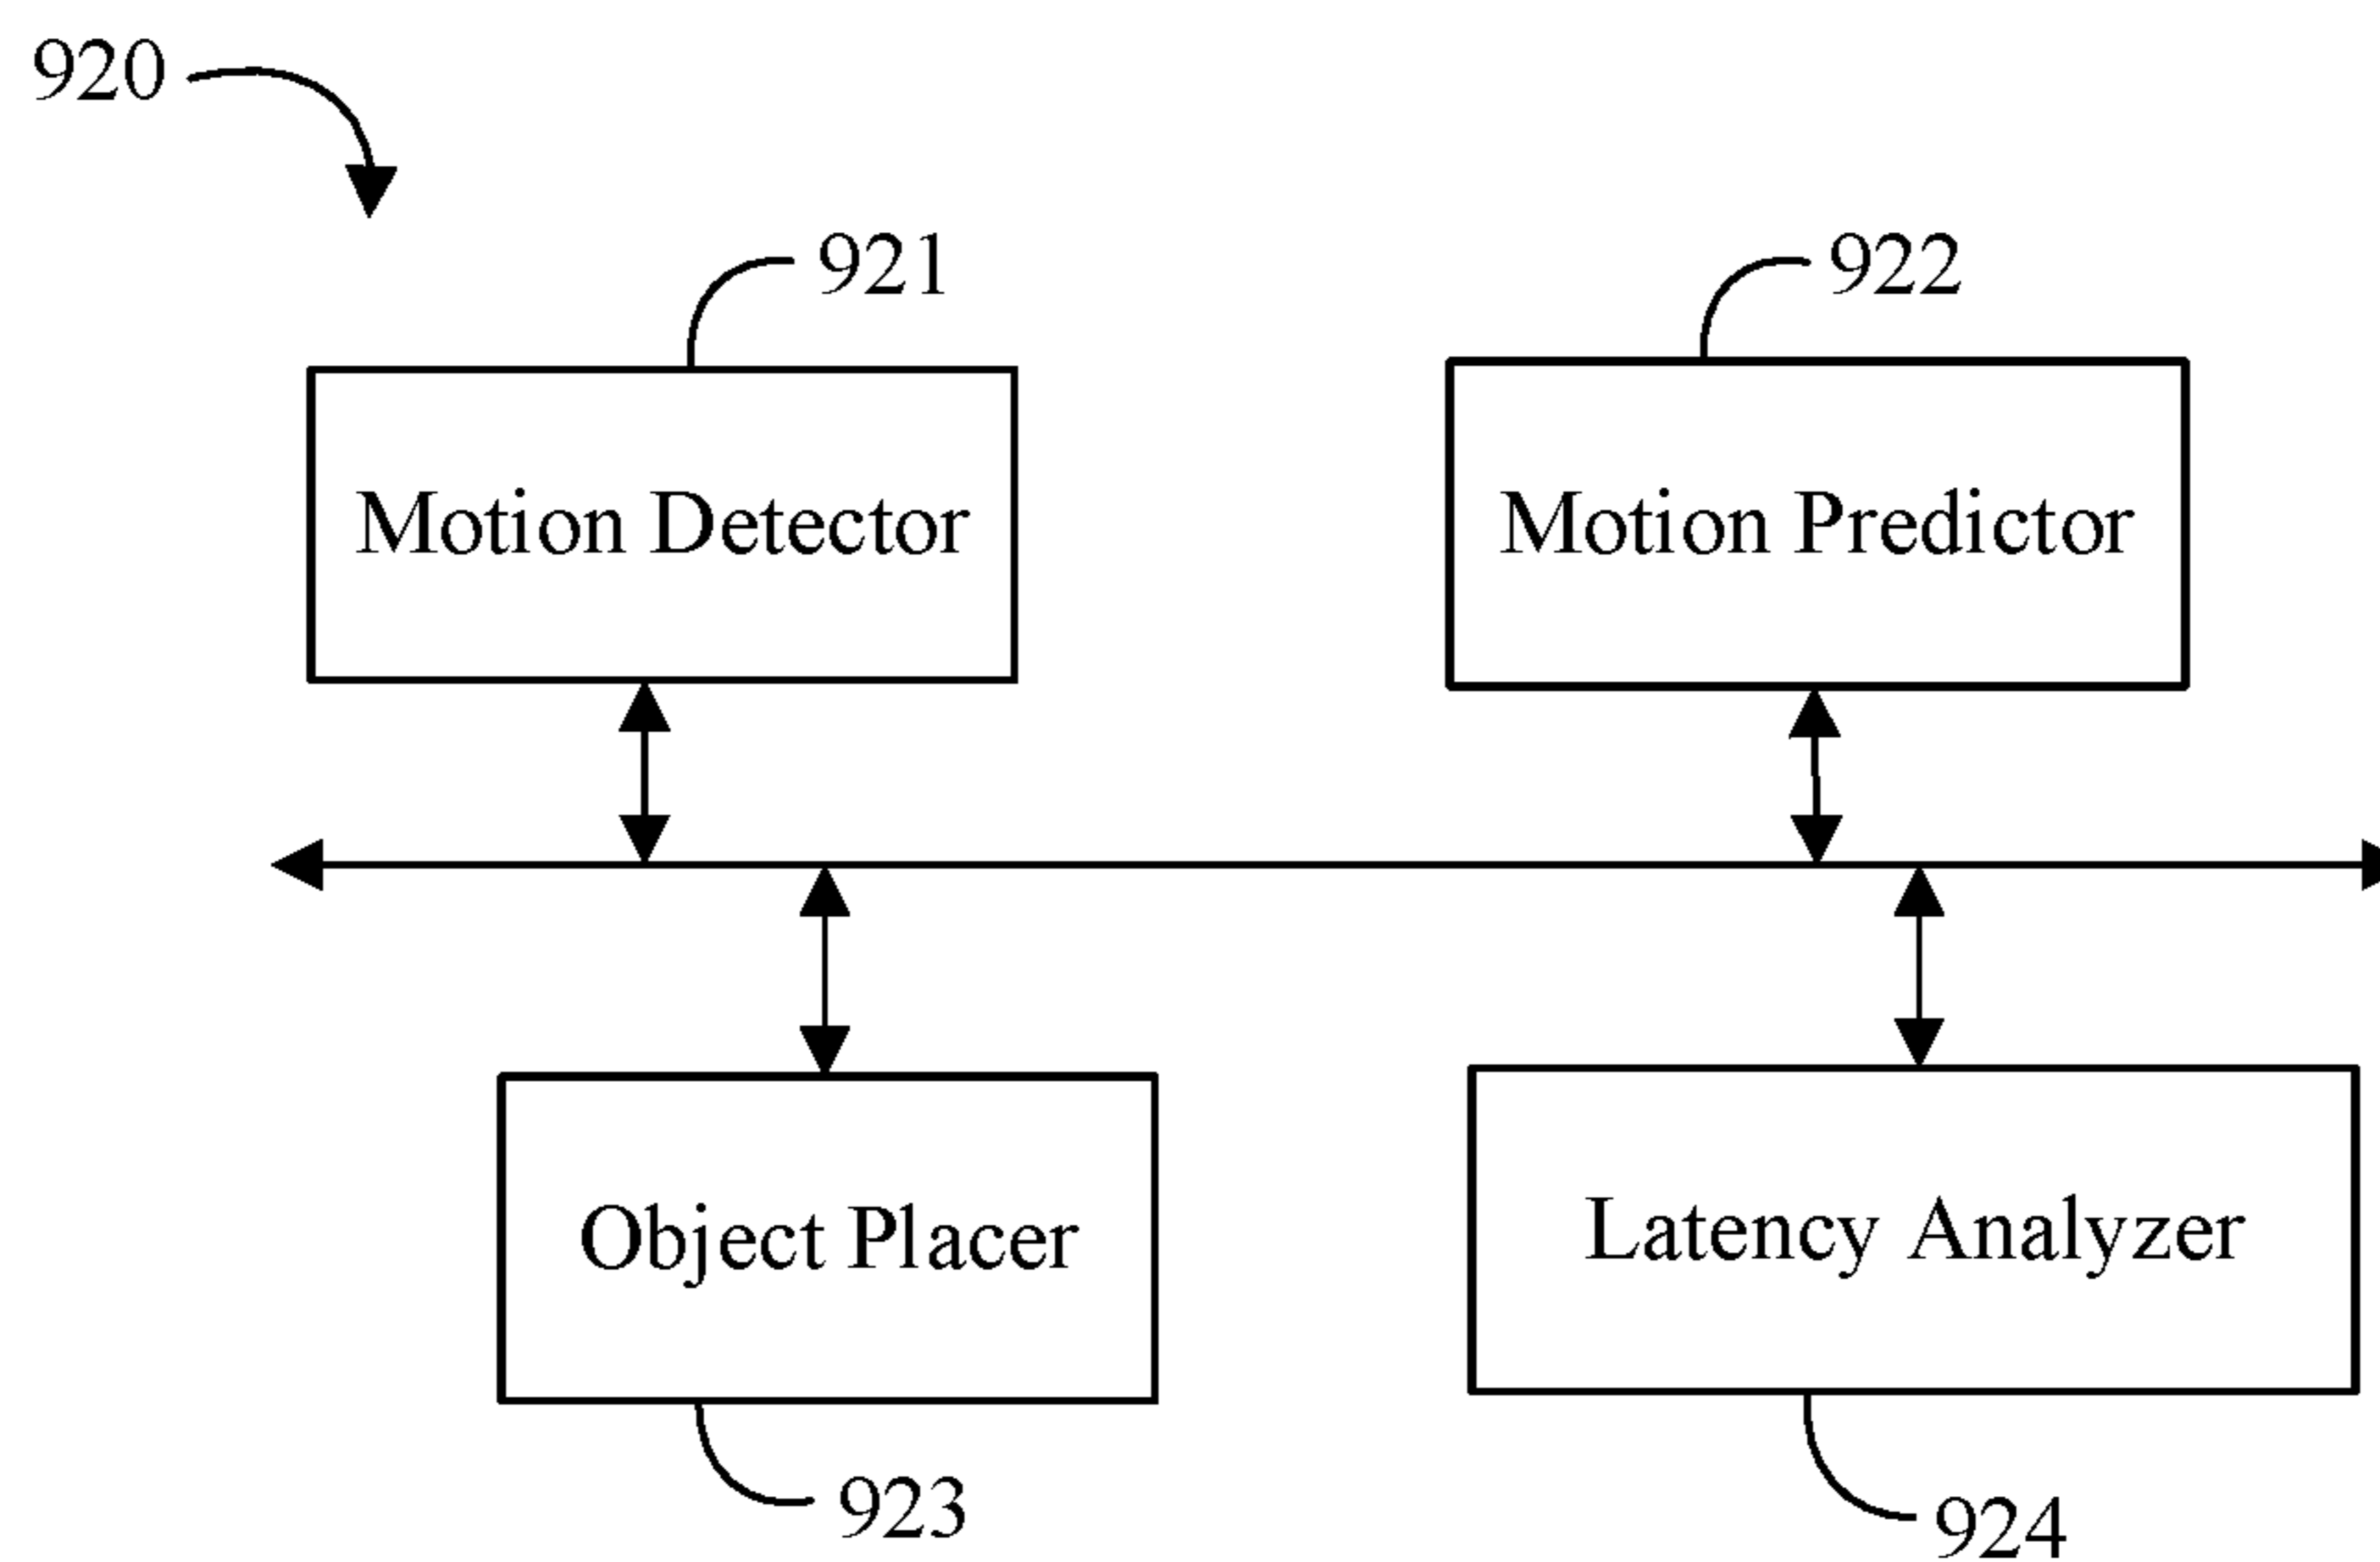 920
921
922
Motion Detector
Motion Predictor
Object Placer
Latency Analyzer
923
924